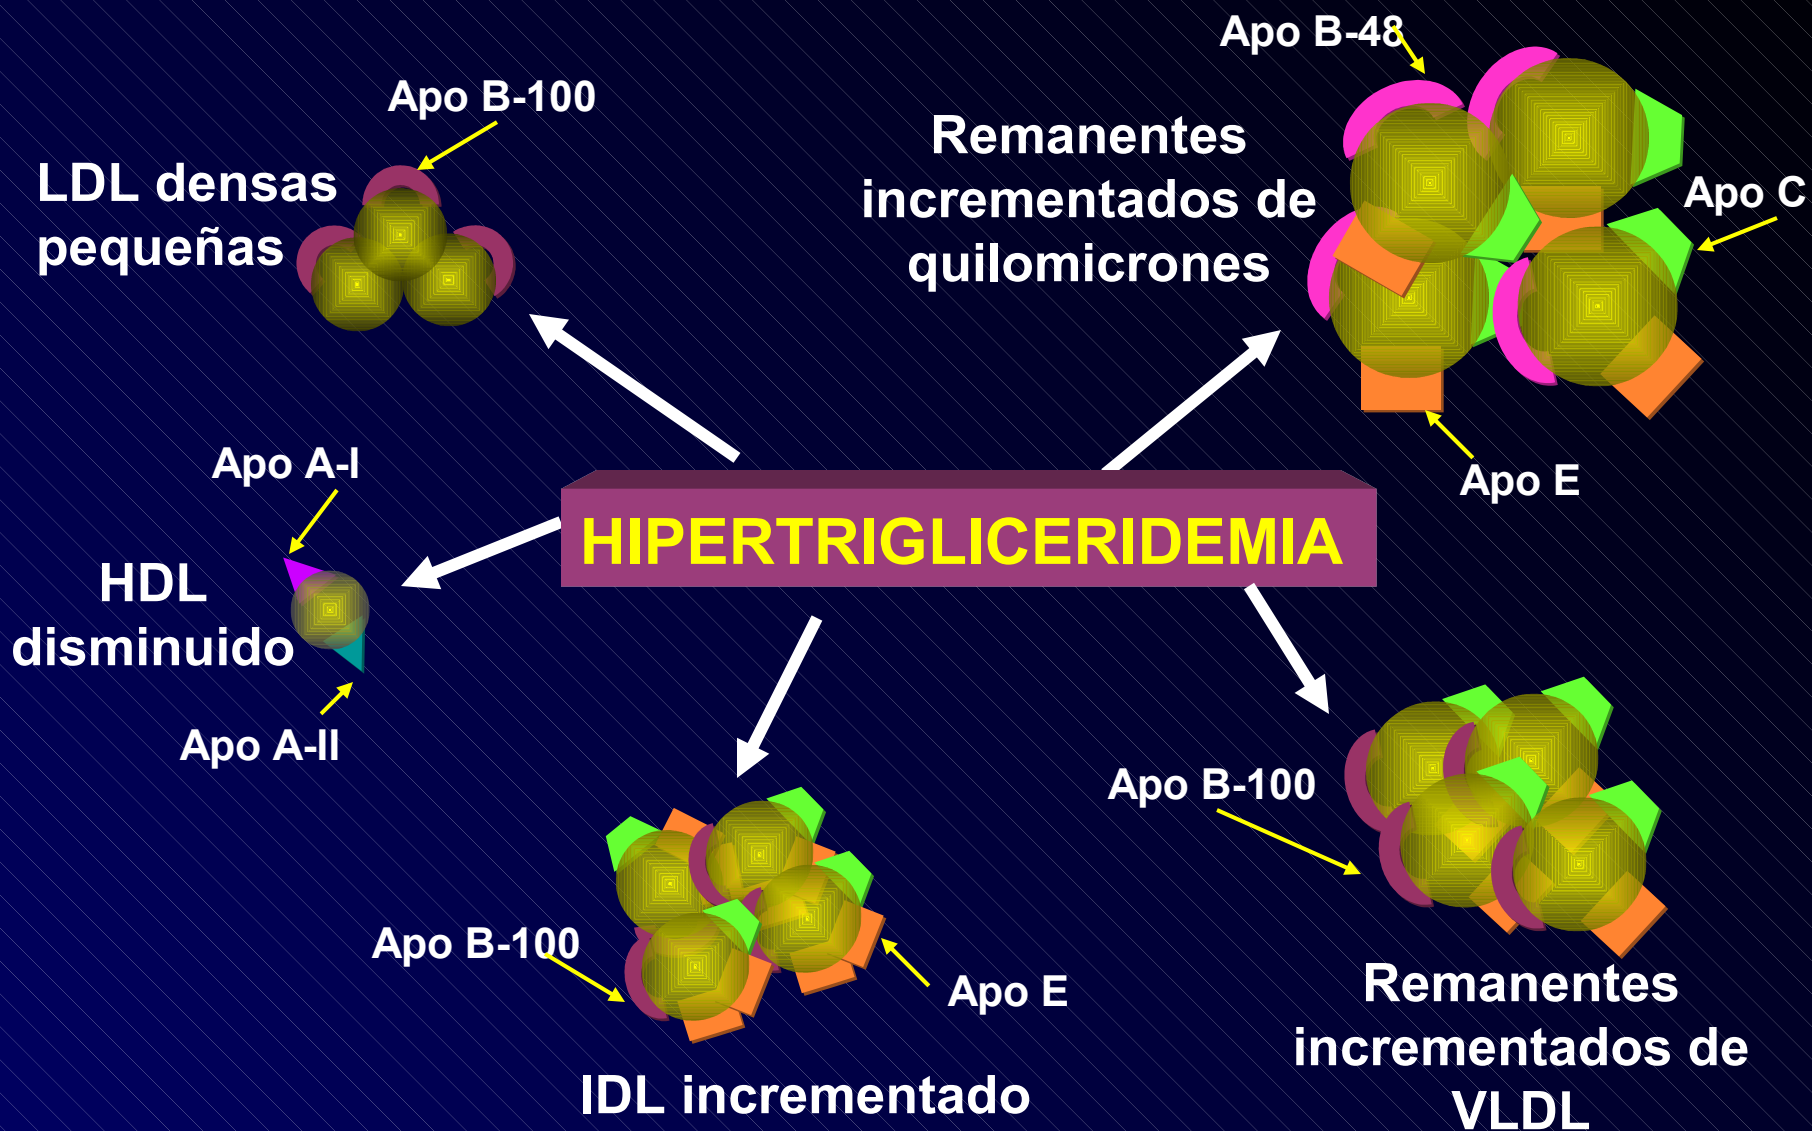 Apo B-48
Apo B-100
Remanentes
incrementados de
quilomicrones
LDL densas
pequeñas
Apo C
Apo A-I
Apo E
HIPERTRIGLICERIDEMIA
HDL
disminuido
Apo A-II
Apo B-100
Apo B-100
Apo E
Remanentes
incrementados de
VLDL
IDL incrementado